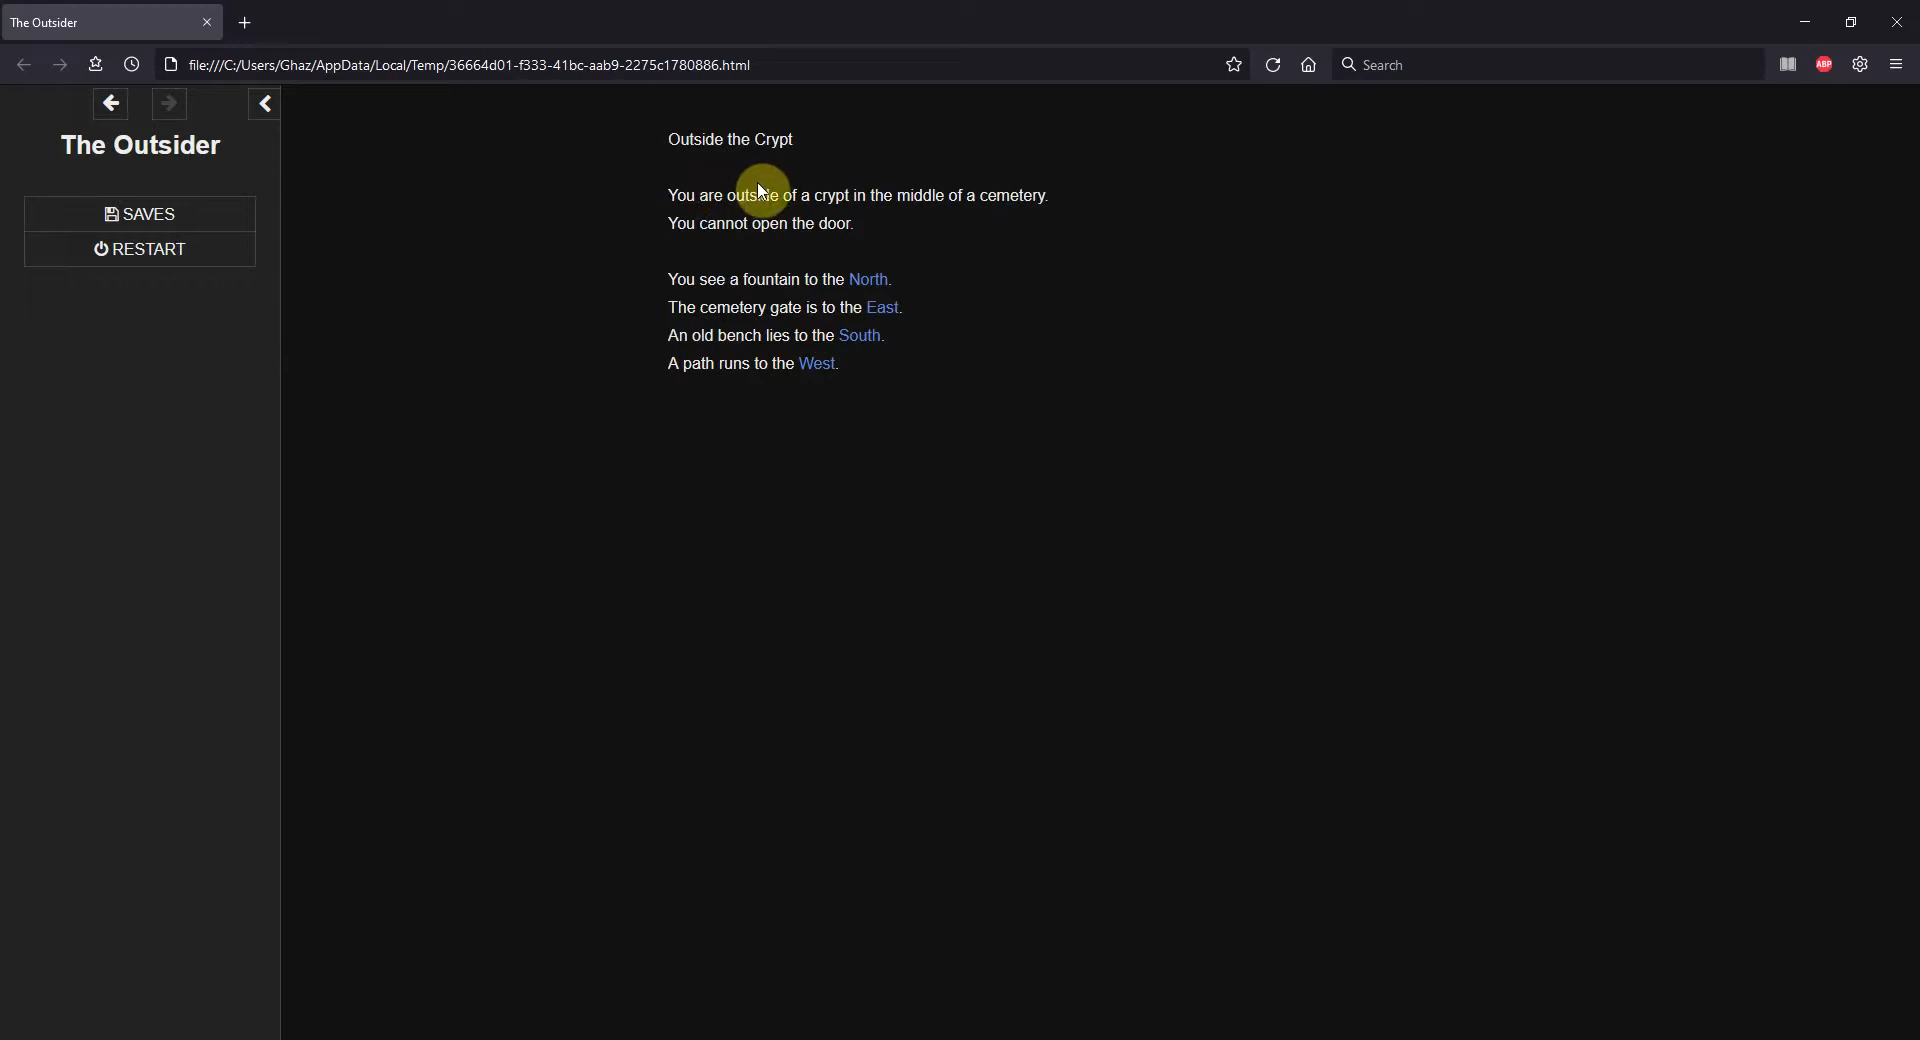 The Outsider
file:///C:/Users/Ghaz/AppData/Local/Temp/36664d01-f333-41bc-aab9-2275c1780886.html
Search
ABP
The Outsider
SAVES
RESTART
Outside the Crypt
You are outside of a crypt in the middle of a cemetery.
You cannot open the door.
You see a fountain to the North.
The cemetery gate is to the East.
An old bench lies to the South.
A path runs to the West.